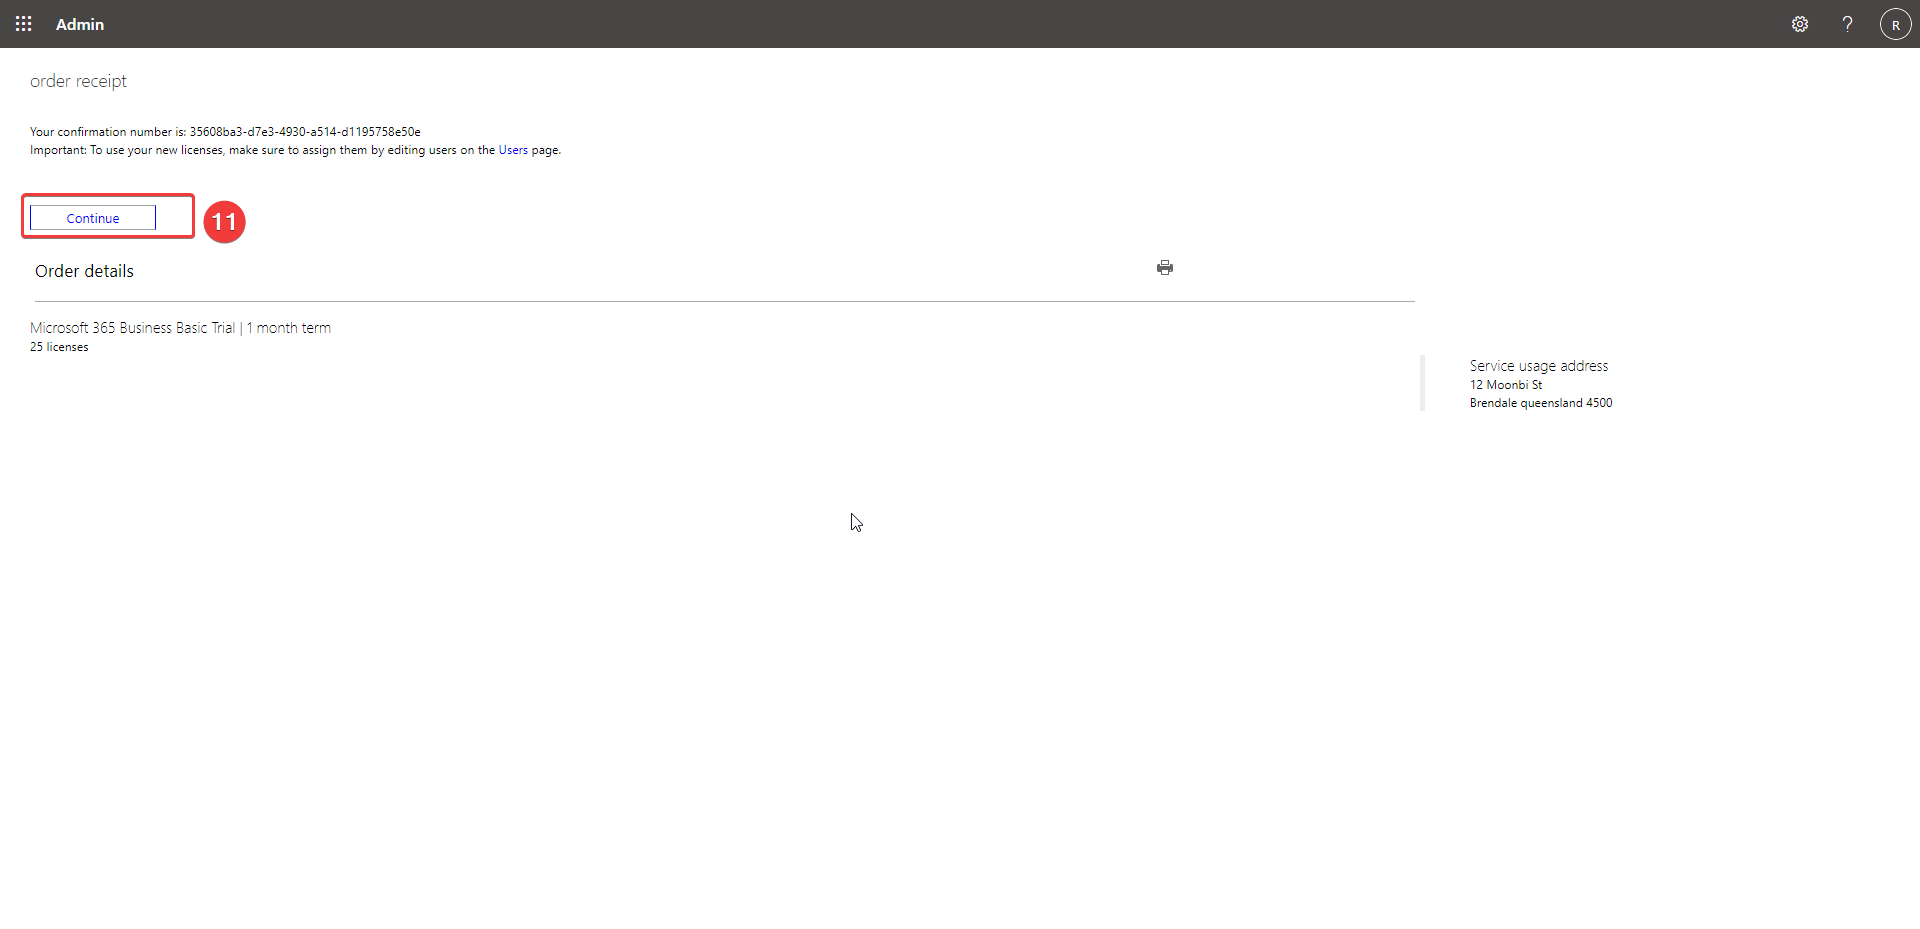 Admin
?
R
order receipt
Your confirmation number is: 35608ba3-d7e3-4930-a514-d1195758e50e
Important: To use your new licenses, make sure to assign them by editing users on the Users page.
Continue
11
Order details
Microsoft 365 Business Basic Trial | 1 month term
25 licenses
Service usage address
12 Moonbi St
Brendale queensland 4500